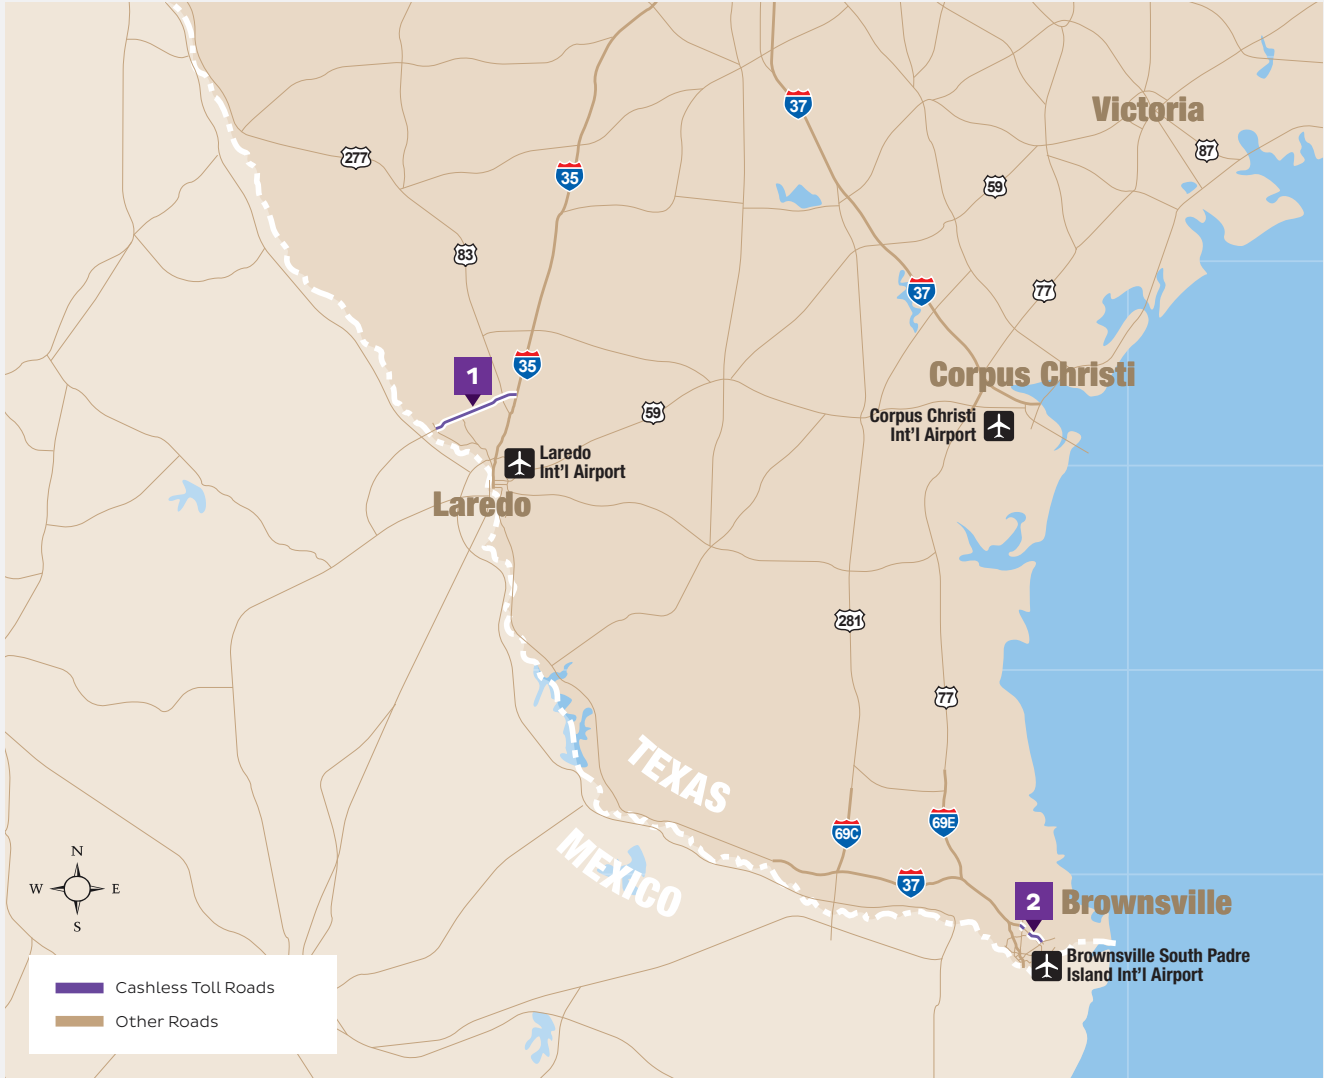 37
Victoria
87
277
35
59
83
37
77
35
1
Corpus Christi
59
Corpus Christi
Int'l Airport
Laredo
Int'l Airport
Laredo
281
77
TEXAS
MEXICO
69C
69E
37
2
Brownsville
Brownsville South Padre
Island Int'l Airport
N
W
E
S
Cashless Toll Roads
Other Roads